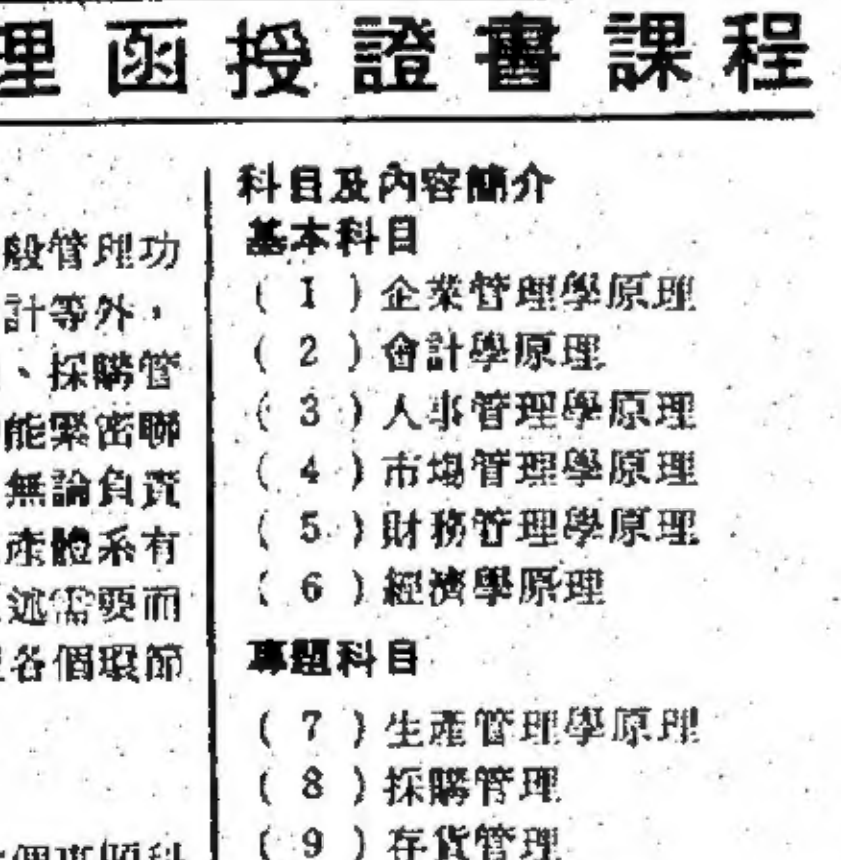 理函授證書課程
般管理功
計等外，
、採購管
能緊密聯
無論負責
產體系有
述需要而
各個環節
個專題科
科目及內容簡介
基本科目
( 1 ) 企業管理學原理
( 2 ) 會計學原理
( 3 ) 人事管理學原理
( 4 ) 市場管理學原理
( 5 ) 財務管理學原理
( 6 ) 經濟學原理
專題科目
( 7 ) 生產管理學原理
( 8 ) 採購管理
( 9 ) 存貨管理